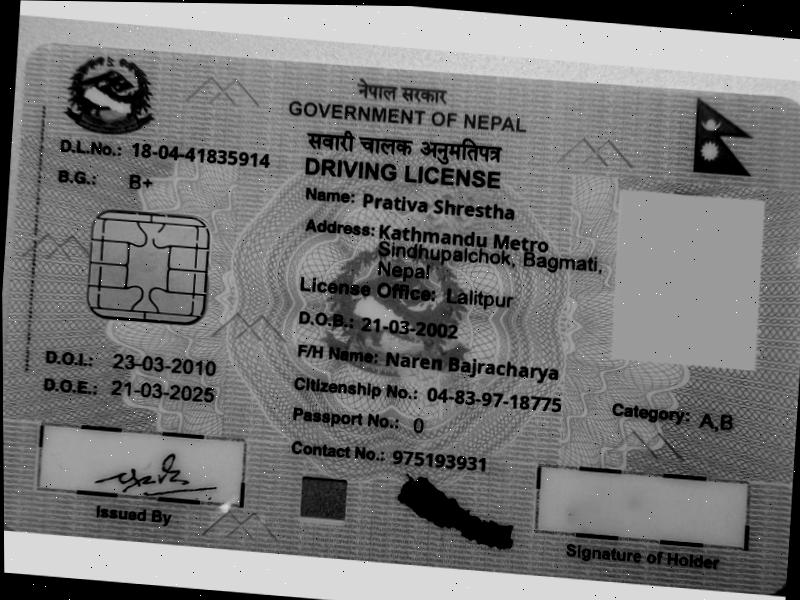 नेपाल सरकार
GOVERNMENT OF NEPAL
सवारी चालक अनुमतिपत्र
DRIVING LICENSE
D.L.No.: 18-04-41835914
B.G.: B+
Name: Prativa Shrestha
Address: Kathmandu Metro
Sindhupalchok, Bagmati,
Nepal
License Office: Lalitpur
D.O.B.: 21-03-2002
F/H Name: Naren Bajracharya
D.O.I.: 23-03-2010
D.O.E.: 21-03-2025
Citizenship No.: 04-83-97-18775
Passport No.: 0
Category: A,B
Contact No.: 975193931
Issued By
Signature of Holder